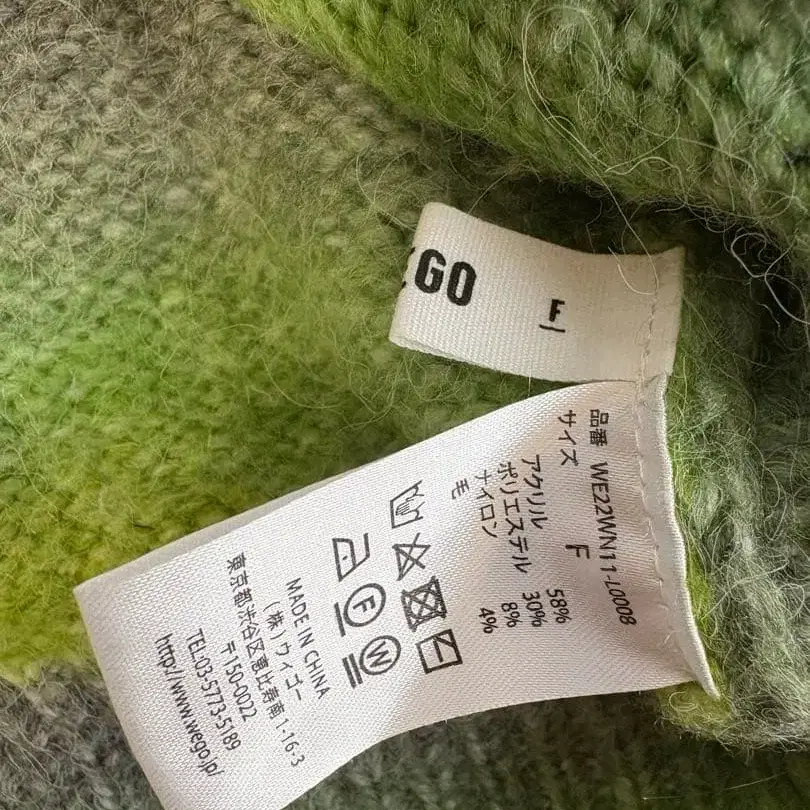 EGO
F
品番 WE22WN11-L0008
サイズ F
アクリル 58%
ポリエステル 30%
ナイロン 8%
毛 4%
F W
MADE IN CHINA
(株)ウィゴー
東京都渋谷区恵比寿南1-16-3
〒150-0022
TEL:03-5773-5189
http://www.wego.jp/